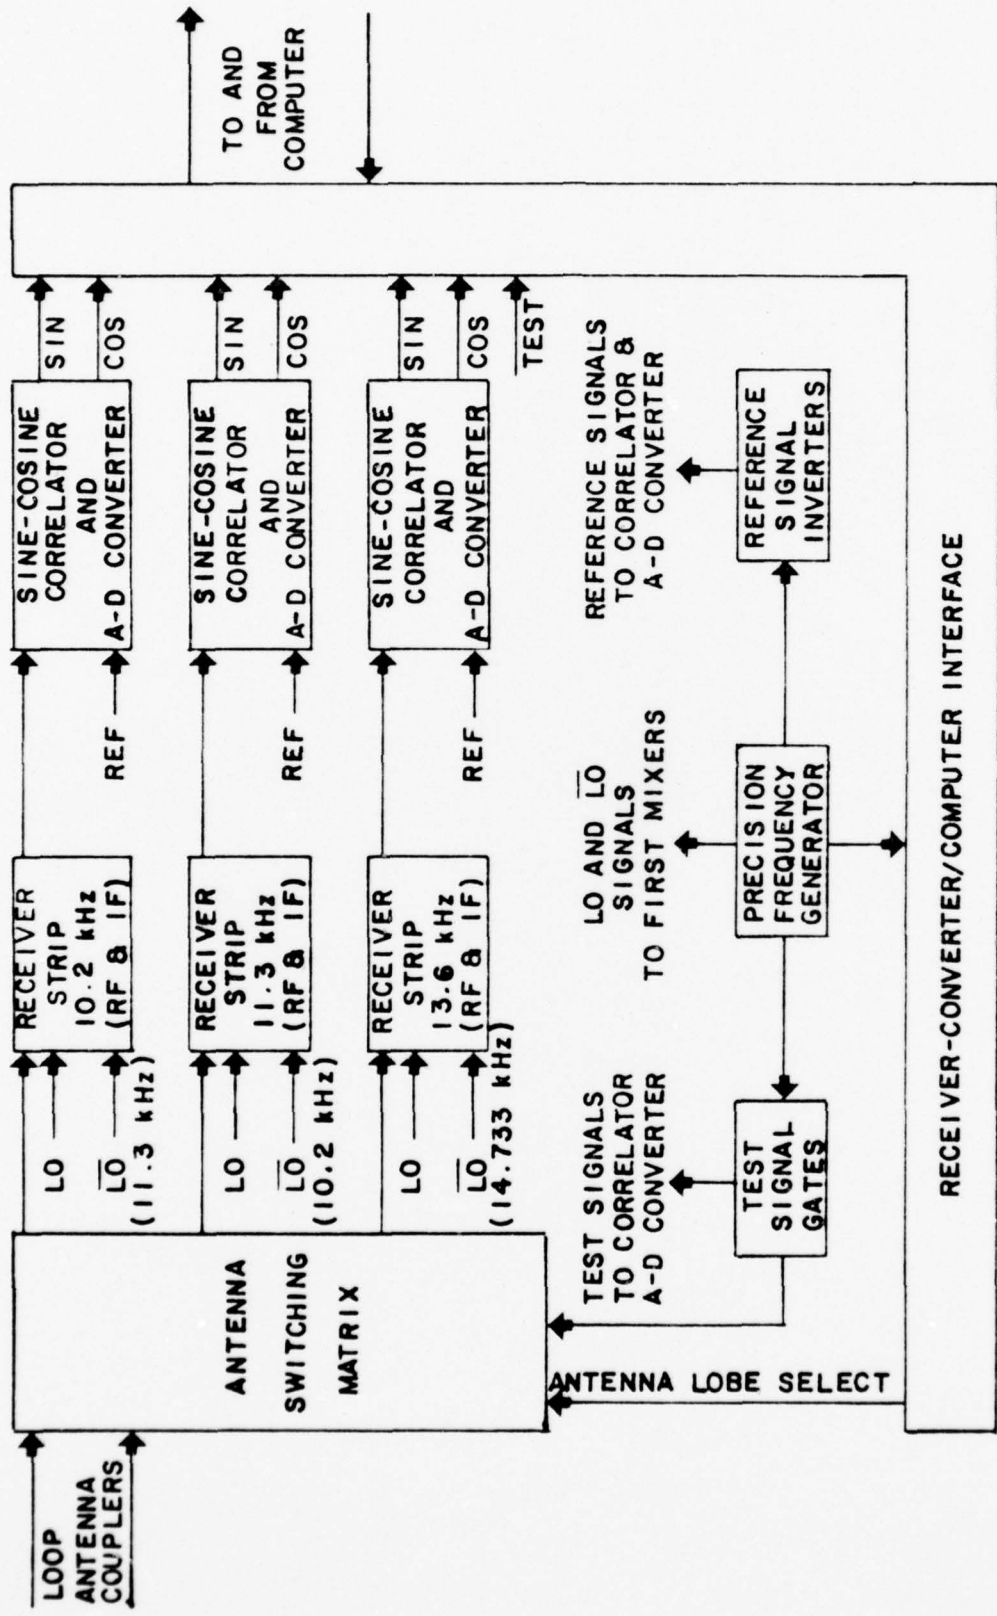 LOOP
ANTENNA
COUPLERS
ANTENNA
SWITCHING
MATRIX
LO
L̅O̅
(11.3 kHz)
RECEIVER
STRIP
10.2 kHz
(RF & IF)
REF
SINE-COSINE
CORRELATOR
AND
A-D CONVERTER
SIN
COS
LO
L̅O̅
(10.2 kHz)
RECEIVER
STRIP
11.3 kHz
(RF & IF)
REF
SINE-COSINE
CORRELATOR
AND
A-D CONVERTER
SIN
COS
LO
L̅O̅
(14.733 kHz)
RECEIVER
STRIP
13.6 kHz
(RF & IF)
REF
SINE-COSINE
CORRELATOR
AND
A-D CONVERTER
SIN
COS
TEST
TO AND
FROM
COMPUTER
TEST SIGNALS
TO CORRELATOR
A-D CONVERTER
LO AND L̅O̅
SIGNALS
TO FIRST MIXERS
REFERENCE SIGNALS
TO CORRELATOR &
A-D CONVERTER
TEST
SIGNAL
GATES
PRECISION
FREQUENCY
GENERATOR
REFERENCE
SIGNAL
INVERTERS
ANTENNA LOBE SELECT
RECEIVER-CONVERTER/COMPUTER INTERFACE